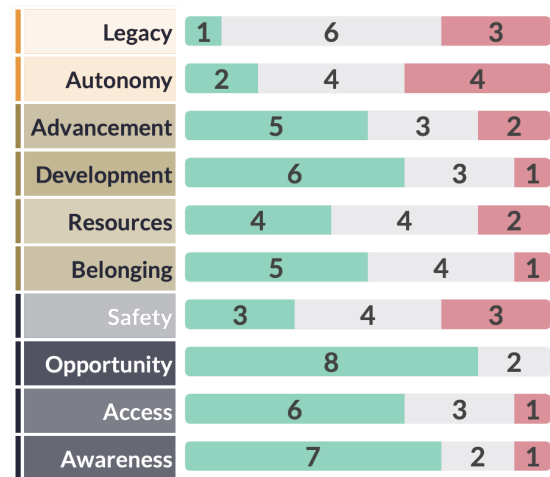 Legacy 1 6 3
Autonomy 2 4 4
Advancement 5 3 2
Development 6 3 1
Resources 4 4 2
Belonging 5 4 1
Safety 3 4 3
Opportunity 8 2
Access 6 3 1
Awareness 7 2 1